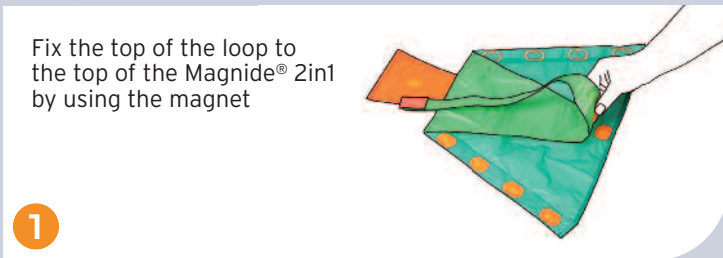 Fix the top of the loop to
the top of the Magnide® 2in1
by using the magnet
1